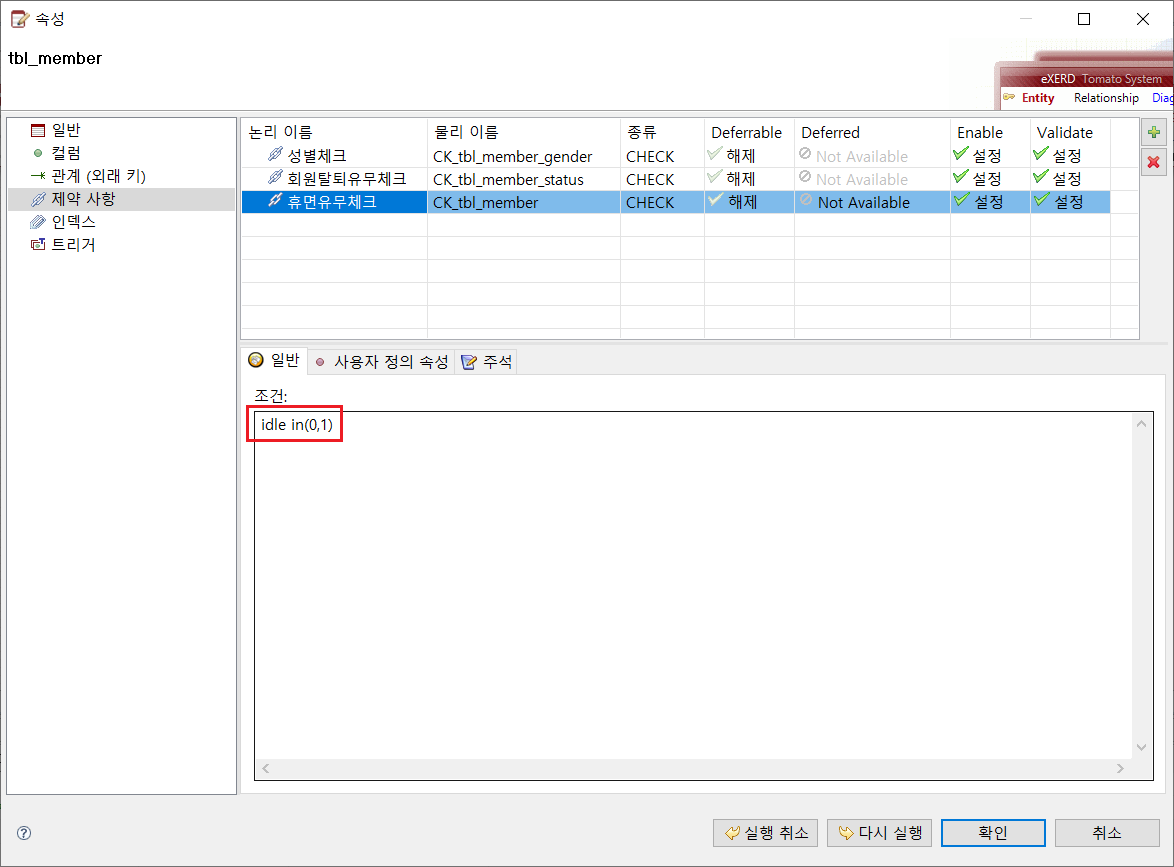 속성
tbl_member
eXERD Tomato System
Entity Relationship Diag
일반
컬럼
관계 (외래 키)
제약 사항
인덱스
트리거
논리 이름 물리 이름 종류 Deferrable Deferred Enable Validate
성별체크 CK_tbl_member_gender CHECK 해제 Not Available 설정 설정
회원탈퇴유무체크 CK_tbl_member_status CHECK 해제 Not Available 설정 설정
휴면유무체크 CK_tbl_member CHECK 해제 Not Available 설정 설정
일반 사용자 정의 속성 주석
조건:
idle in(0,1)
실행 취소 다시 실행 확인 취소